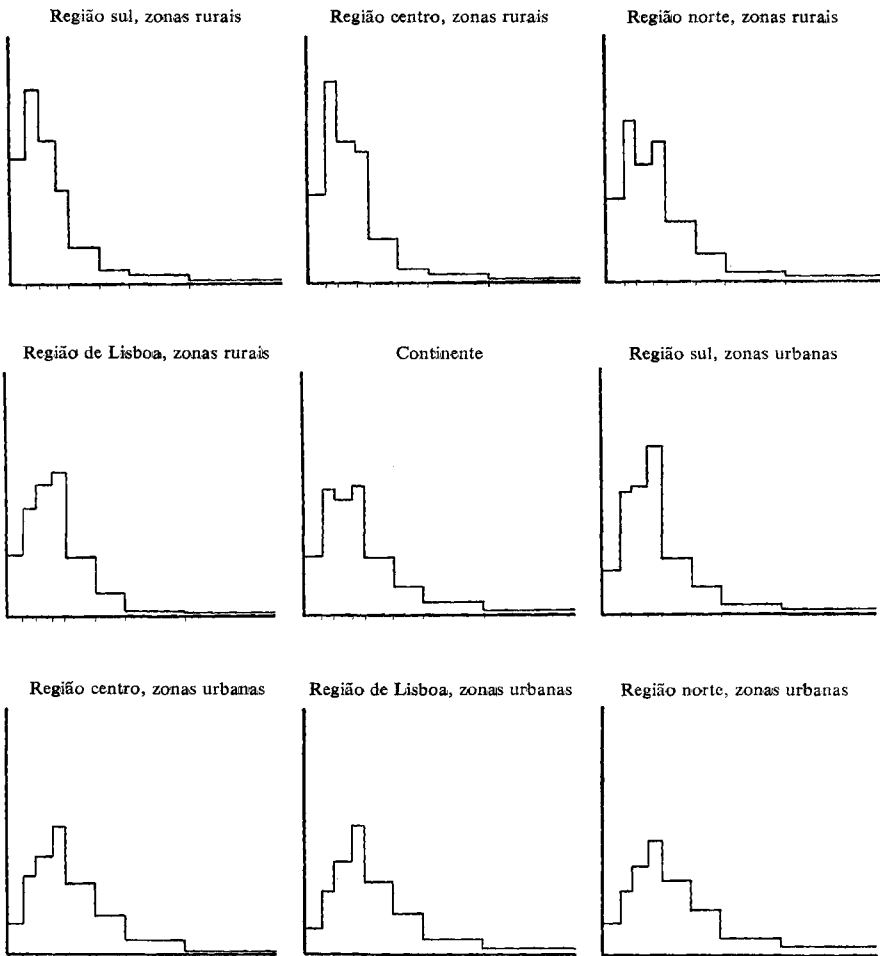 Região sul, zonas rurais
Região centro, zonas rurais
Região norte, zonas rurais
Região de Lisboa, zonas rurais
Continente
Região sul, zonas urbanas
Região centro, zonas urbanas
Região de Lisboa, zonas urbanas
Região norte, zonas urbanas